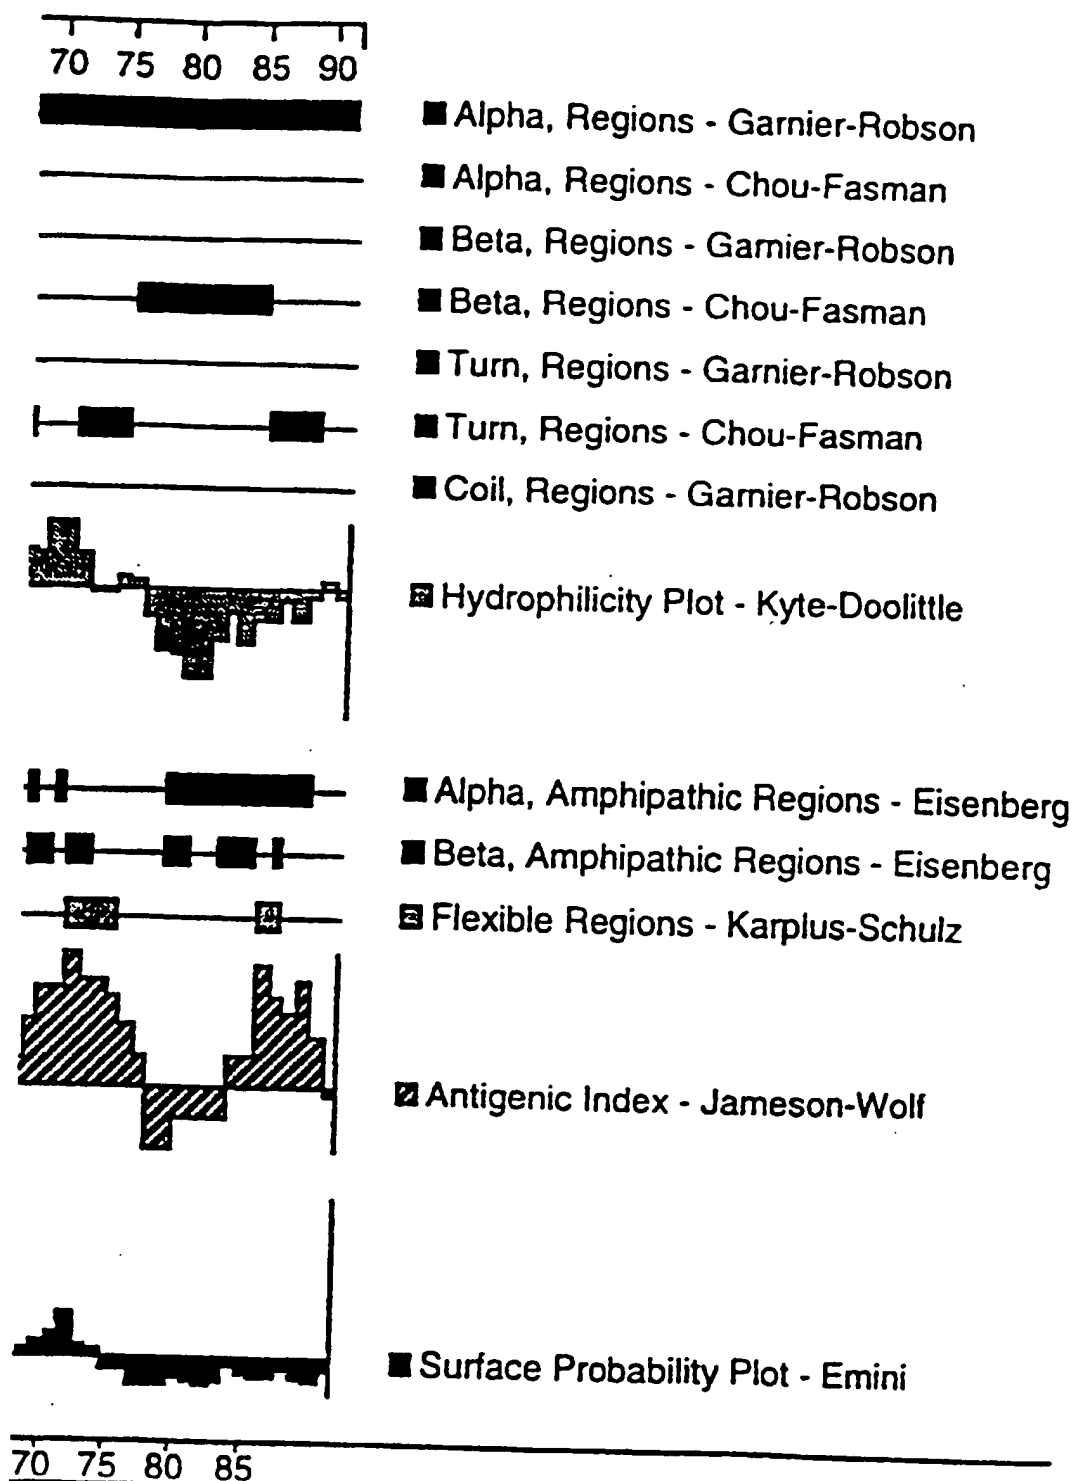 70 75 80 85 90
Alpha, Regions - Garnier-Robson
Alpha, Regions - Chou-Fasman
Beta, Regions - Garnier-Robson
Beta, Regions - Chou-Fasman
Turn, Regions - Garnier-Robson
Turn, Regions - Chou-Fasman
Coil, Regions - Garnier-Robson
Hydrophilicity Plot - Kyte-Doolittle
Alpha, Amphipathic Regions - Eisenberg
Beta, Amphipathic Regions - Eisenberg
Flexible Regions - Karplus-Schulz
Antigenic Index - Jameson-Wolf
Surface Probability Plot - Emini
70 75 80 85